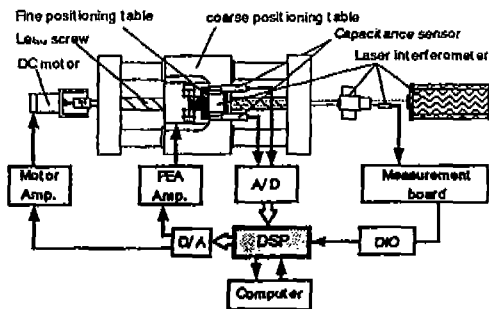 Fine positioning table
coarse positioning table
Capacitance sensor
screw
Laser interferometer
DC motor
Motor
Amp.
PEA
Amp.
A/D
Measurement
board
D/A
DSP
DIO
Computer